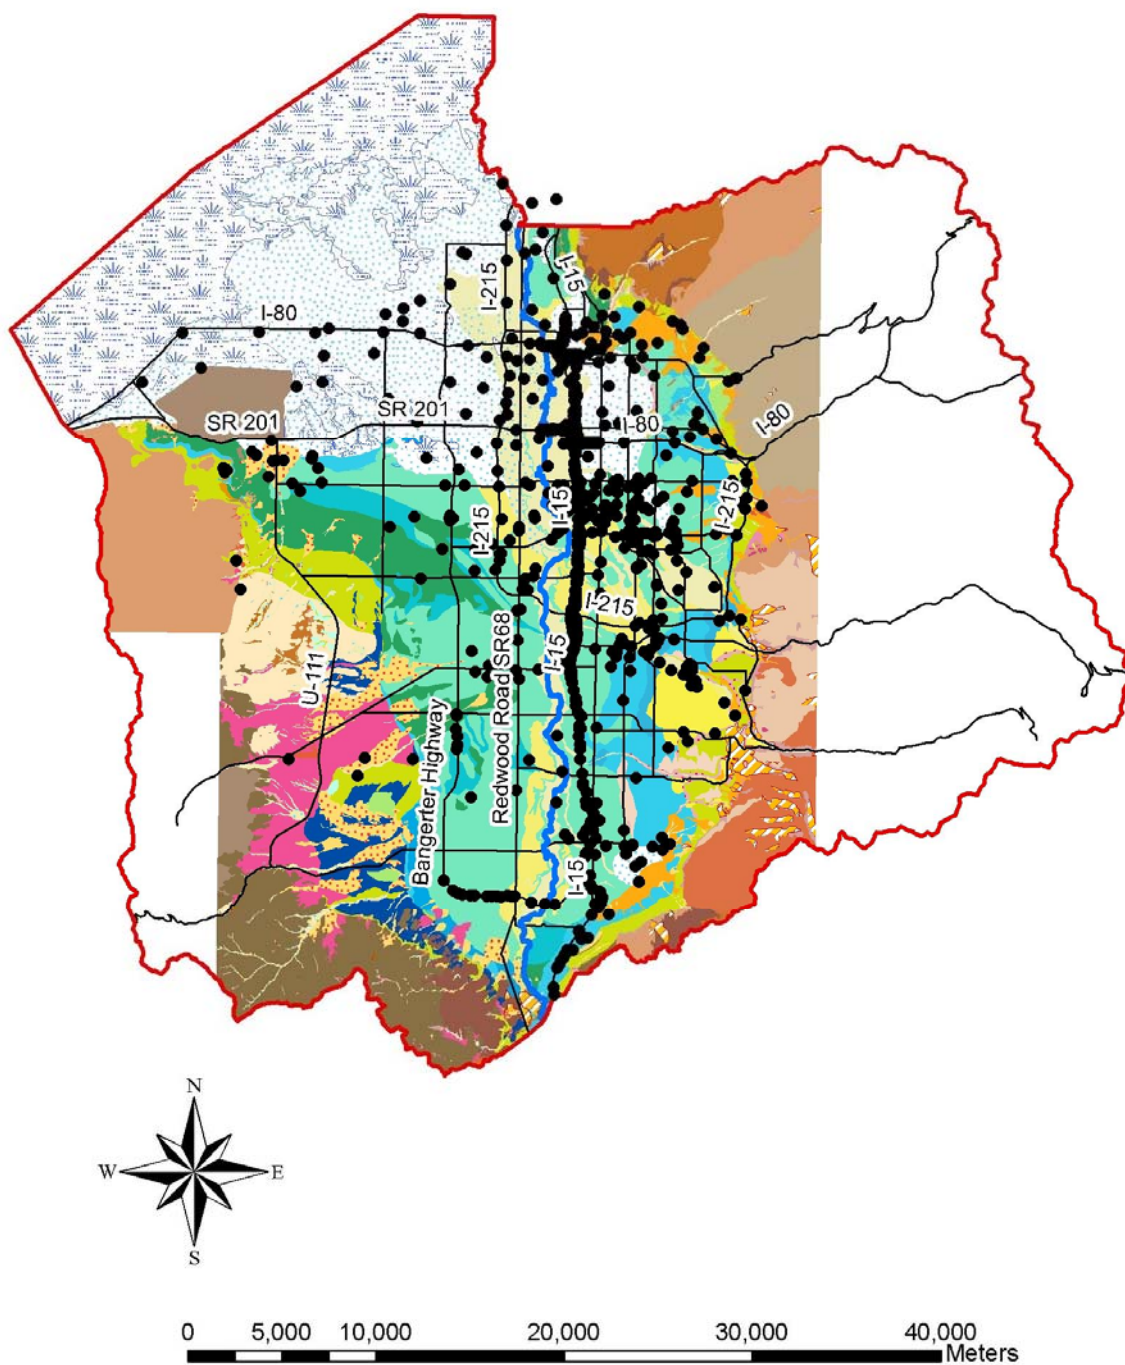 I-15
I-215
I-80
SR 201
SR 201
I-80
I-80
I-15
I-215
I-215
I-215
I-15
U-111
Redwood Road SR68
Bangerter Highway
I-15
N
W
E
S
0 5,000 10,000 20,000 30,000 40,000
Meters